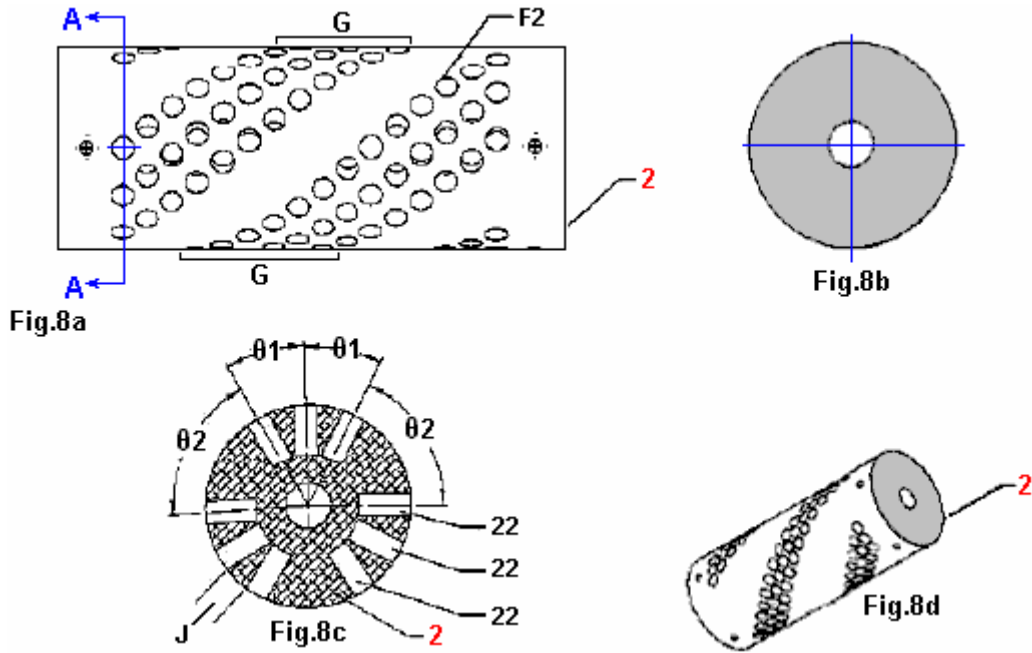 A G F2
2
A G
Fig.8a
Fig.8b
θ1 θ1
θ2 θ2
22
22
22
J Fig.8c 2
2
Fig.8d